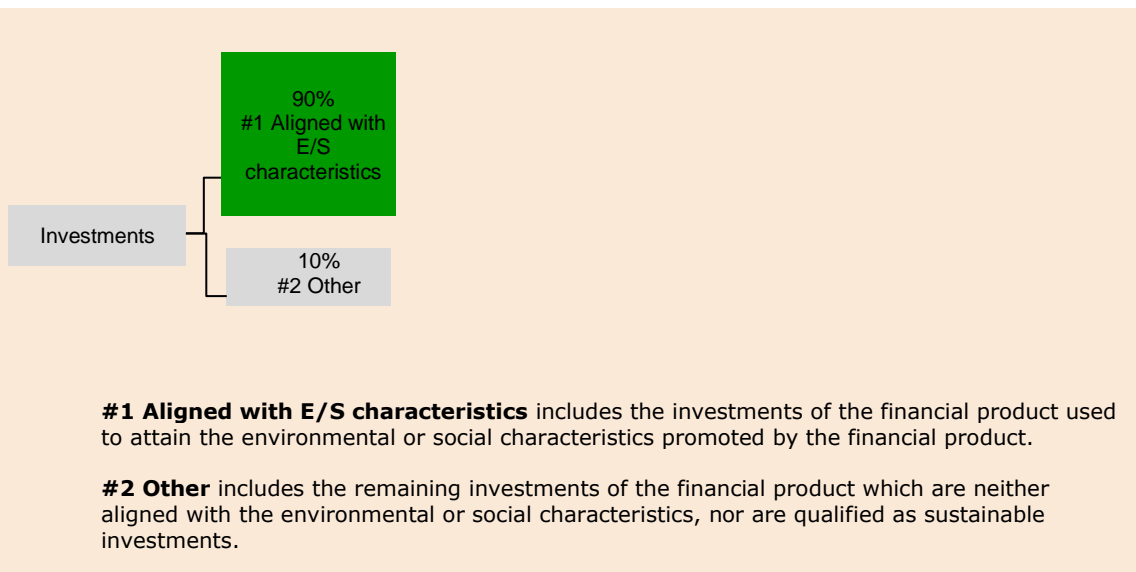 90%
#1 Aligned with
E/S
characteristics
Investments
10%
#2 Other
#1 Aligned with E/S characteristics includes the investments of the financial product used
to attain the environmental or social characteristics promoted by the financial product.
#2 Other includes the remaining investments of the financial product which are neither
aligned with the environmental or social characteristics, nor are qualified as sustainable
investments.